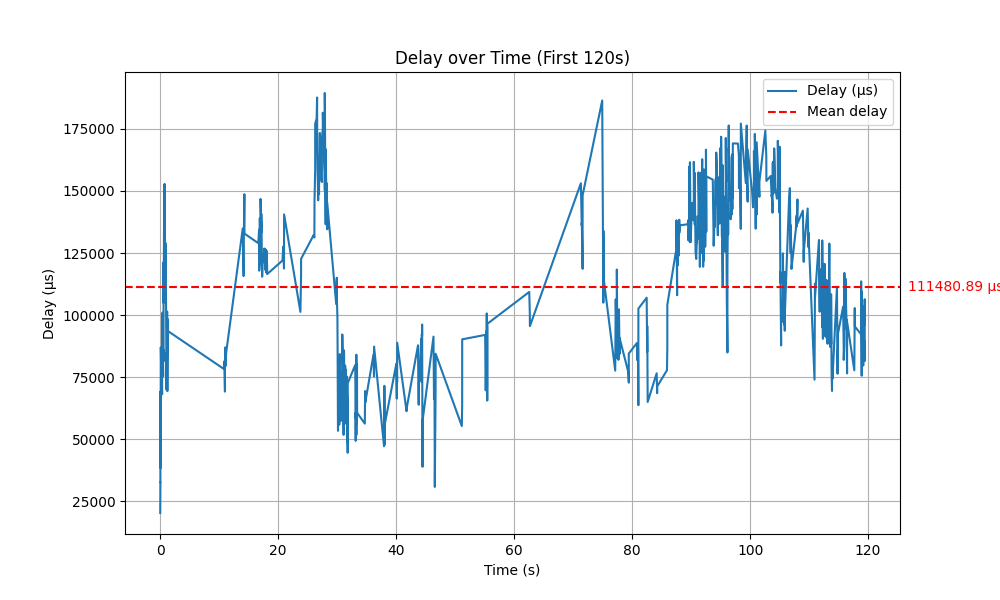 Delay over Time (First 120s)
Delay (µs)
Mean delay
175000
150000
125000
100000
75000
50000
25000
Delay (µs)
111480.89 µs
0 20 40 60 80 100 120
Time (s)